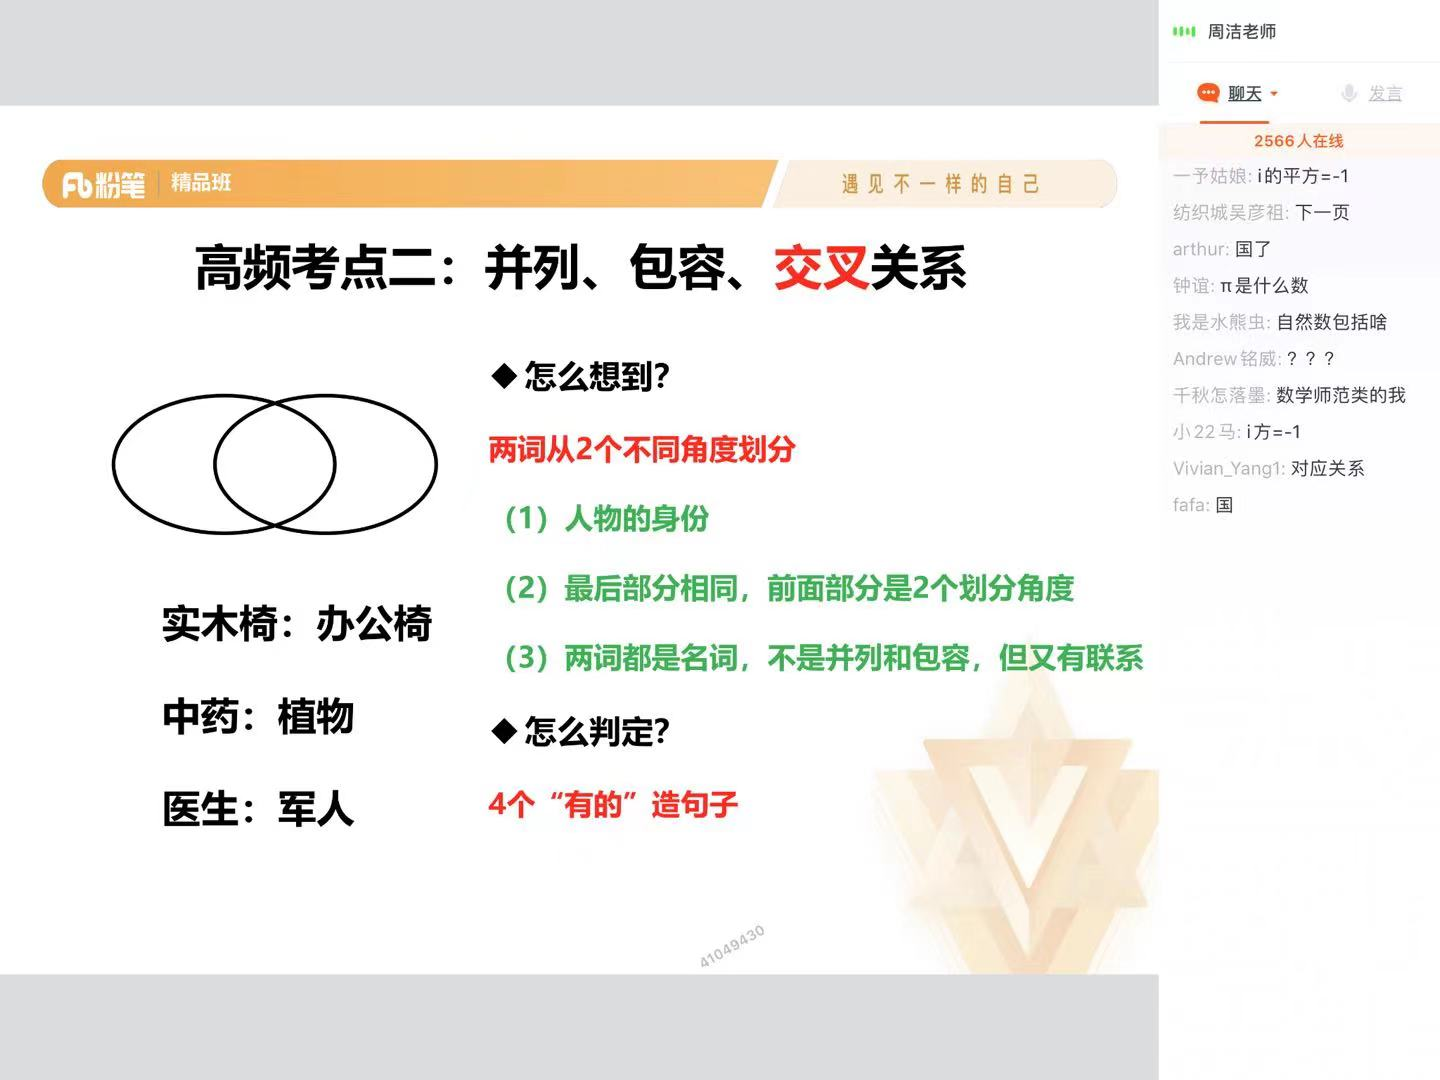 周洁老师
聊天
发言
2566人在线
粉笔 精品班
遇见不一样的自己
高频考点二：并列、包容、交叉关系
◆ 怎么想到？
两词从2个不同角度划分
（1）人物的身份
（2）最后部分相同，前面部分是2个划分角度
（3）两词都是名词，不是并列和包容，但又有联系
◆ 怎么判定？
4个“有的”造句子
实木椅：办公椅
中药：植物
医生：军人
41049430
一予姑娘: i的平方=-1
纺织城吴彦祖: 下一页
arthur: 国了
钟谊: π是什么数
我是水熊虫: 自然数包括啥
Andrew铭威: ？？？
千秋怎落墨: 数学师范类的我
小22马: i方=-1
Vivian_Yang1: 对应关系
fafa: 国